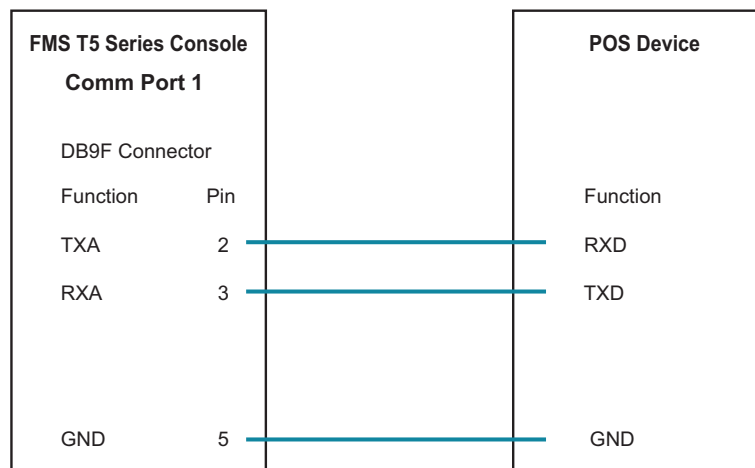 FMS T5 Series Console
POS Device
Comm Port 1
DB9F Connector
Function Pin Function
TXA 2 RXD
RXA 3 TXD
GND 5 GND